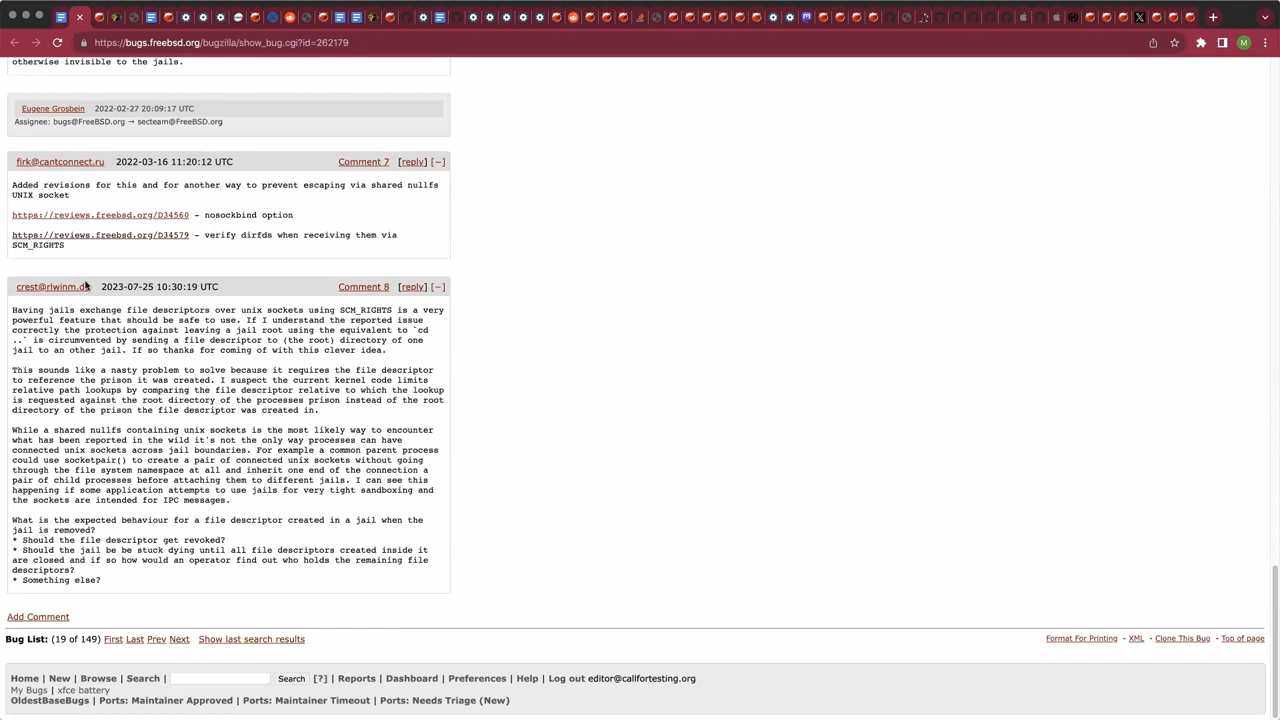 https://bugs.freebsd.org/bugzilla/show_bug.cgi?id=262179
M
otherwise invisible to the jails.
Eugene Grosbein 2022-02-27 20:09:17 UTC
Assignee: bugs@FreeBSD.org → secteam@FreeBSD.org
firk@cantconnect.ru 2022-03-16 11:20:12 UTC Comment 7 [reply] [−]
Added revisions for this and for another way to prevent escaping via shared nullfs
UNIX socket
https://reviews.freebsd.org/D34560 - nosockbind option
https://reviews.freebsd.org/D34579 - verify dirfds when receiving them via
SCM_RIGHTS
crest@rlwinm.de 2023-07-25 10:30:19 UTC Comment 8 [reply] [−]
Having jails exchange file descriptors over unix sockets using SCM_RIGHTS is a very
powerful feature that should be safe to use. If I understand the reported issue
correctly the protection against leaving a jail root using the equivalent to `cd
..` is circumvented by sending a file descriptor to (the root) directory of one
jail to an other jail. If so thanks for coming of with this clever idea.
This sounds like a nasty problem to solve because it requires the file descriptor
to reference the prison it was created. I suspect the current kernel code limits
relative path lookups by comparing the file descriptor relative to which the lookup
is requested against the root directory of the processes prison instead of the root
directory of the prison the file descriptor was created in.
While a shared nullfs containing unix sockets is the most likely way to encounter
what has been reported in the wild it's not the only way processes can have
connected unix sockets across jail boundaries. For example a common parent process
could use socketpair() to create a pair of connected unix sockets without going
through the file system namespace at all and inherit one end of the connection a
pair of child processes before attaching them to different jails. I can see this
happening if some application attempts to use jails for very tight sandboxing and
the sockets are intended for IPC messages.
What is the expected behaviour for a file descriptor created in a jail when the
jail is removed?
* Should the file descriptor get revoked?
* Should the jail be be stuck dying until all file descriptors created inside it
are closed and if so how would an operator find out who holds the remaining file
descriptors?
* Something else?
Add Comment
Bug List: (19 of 149) First Last Prev Next Show last search results
Format For Printing - XML - Clone This Bug - Top of page
Home | New | Browse | Search | Search [?] | Reports | Dashboard | Preferences | Help | Log out editor@callfortesting.org
My Bugs | xfce battery
OldestBaseBugs | Ports: Maintainer Approved | Ports: Maintainer Timeout | Ports: Needs Triage (New)